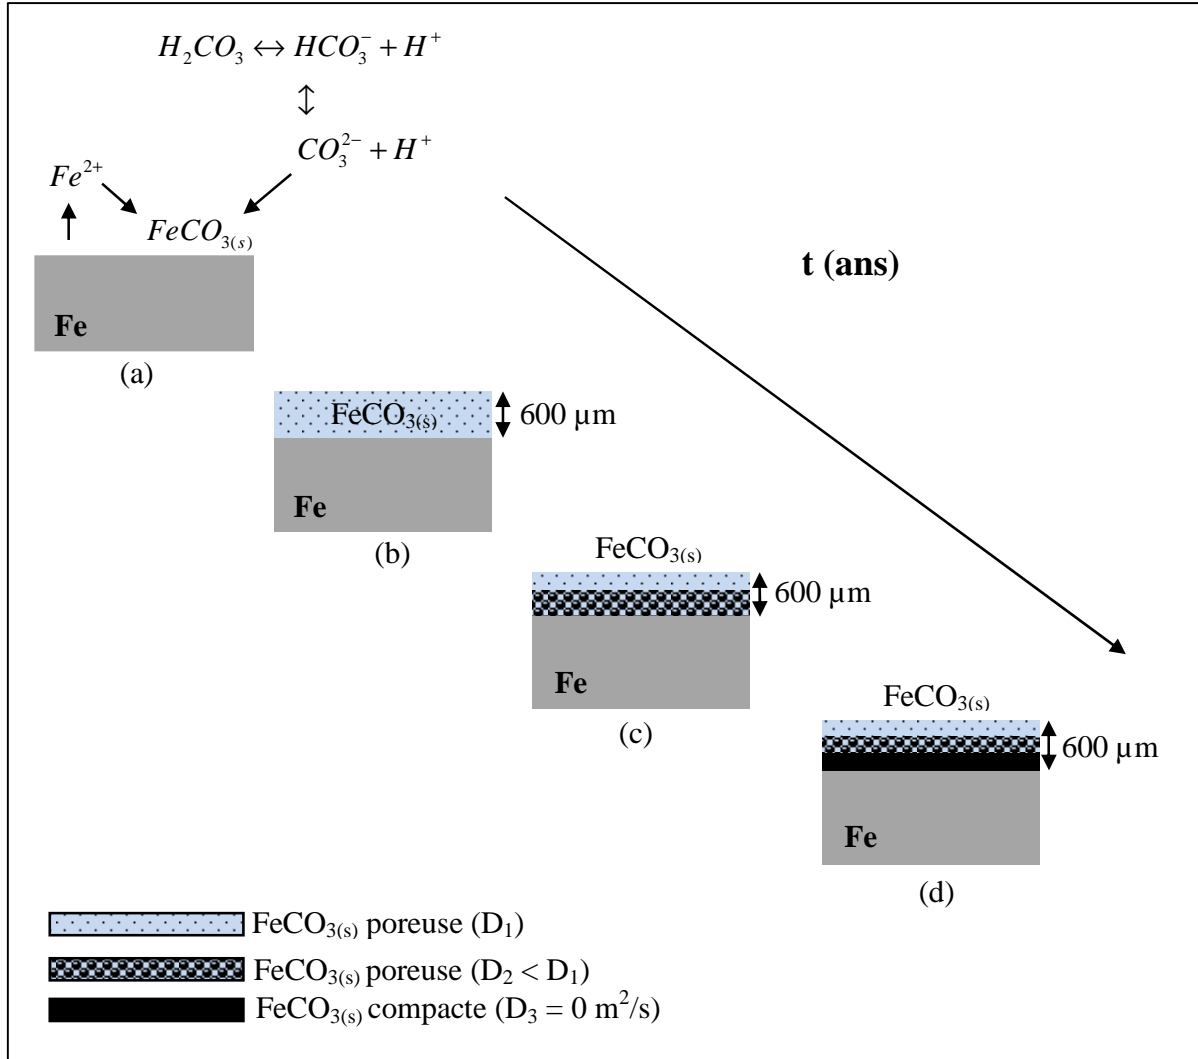 H₂CO₃ ↔ HCO₃⁻ + H⁺
↕
CO₃²⁻ + H⁺
Fe²⁺
FeCO₃₍ₛ₎
t (ans)
Fe
(a)
FeCO₃₍ₛ₎
600 µm
Fe
(b)
FeCO₃₍ₛ₎
600 µm
Fe
(c)
FeCO₃₍ₛ₎
600 µm
Fe
(d)
FeCO₃₍ₛ₎ poreuse (D₁)
FeCO₃₍ₛ₎ poreuse (D₂ < D₁)
FeCO₃₍ₛ₎ compacte (D₃ = 0 m²/s)